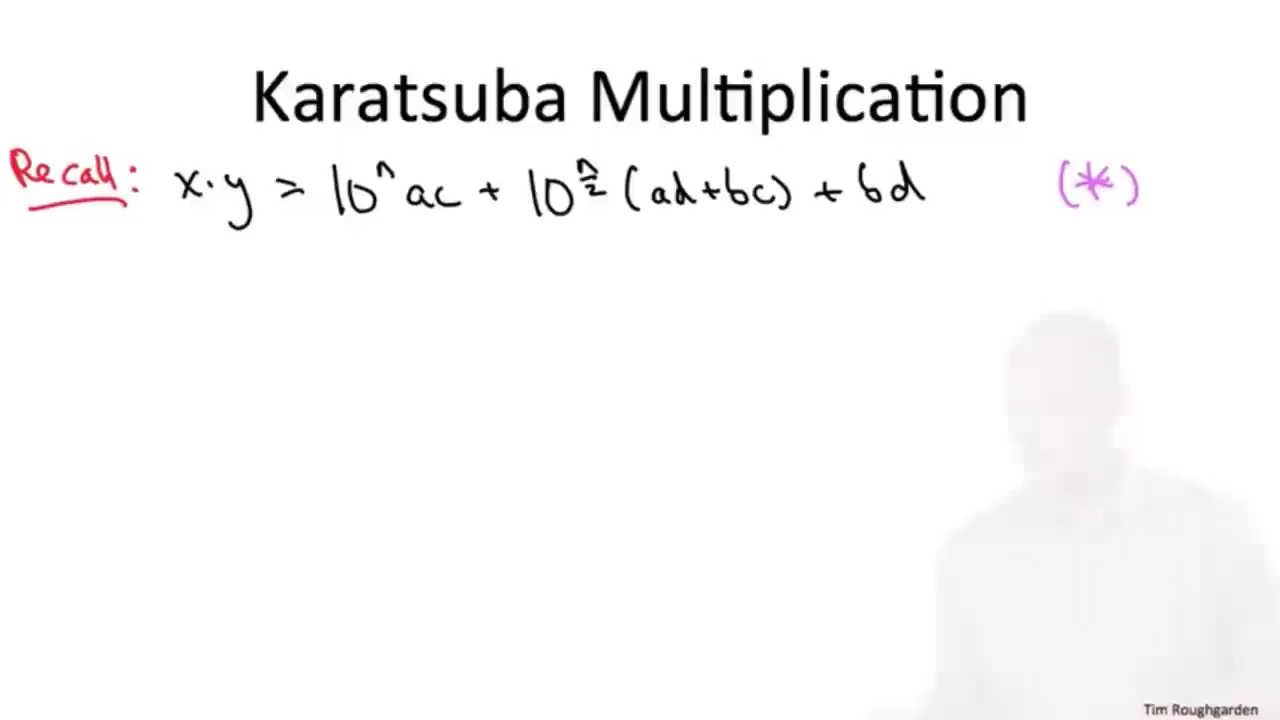 Karatsuba Multiplication
Recall: x·y = 10^n ac + 10^(n/2) (ad+bc) + bd (*)
Tim Roughgarden